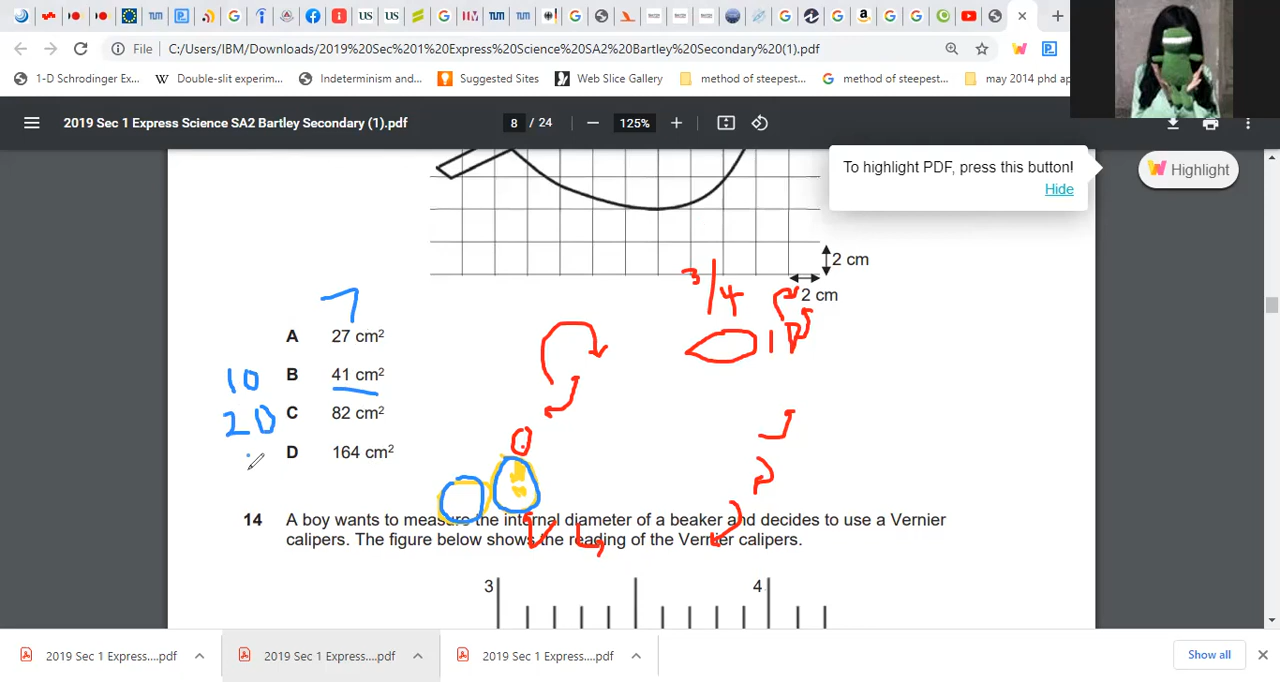 File C:/Users/IBM/Downloads/2019%20Sec%201%20Express%20Science%20SA2%20Bartley%20Secondary%20(1).pdf
1-D Schrodinger Ex... Double-slit experim... Indeterminism and... Suggested Sites Web Slice Gallery method of steepest... method of steepest... may 2014 phd ap
2019 Sec 1 Express Science SA2 Bartley Secondary (1).pdf 8 / 24 125%
To highlight PDF, press this button!
Hide
Highlight
2 cm
2 cm
3/4
7
A 27 cm²
10 B 41 cm²
20 C 82 cm²
D 164 cm²
14 A boy wants to measure the internal diameter of a beaker and decides to use a Vernier
calipers. The figure below shows the reading of the Vernier calipers.
3 4
2019 Sec 1 Express....pdf 2019 Sec 1 Express....pdf 2019 Sec 1 Express....pdf Show all